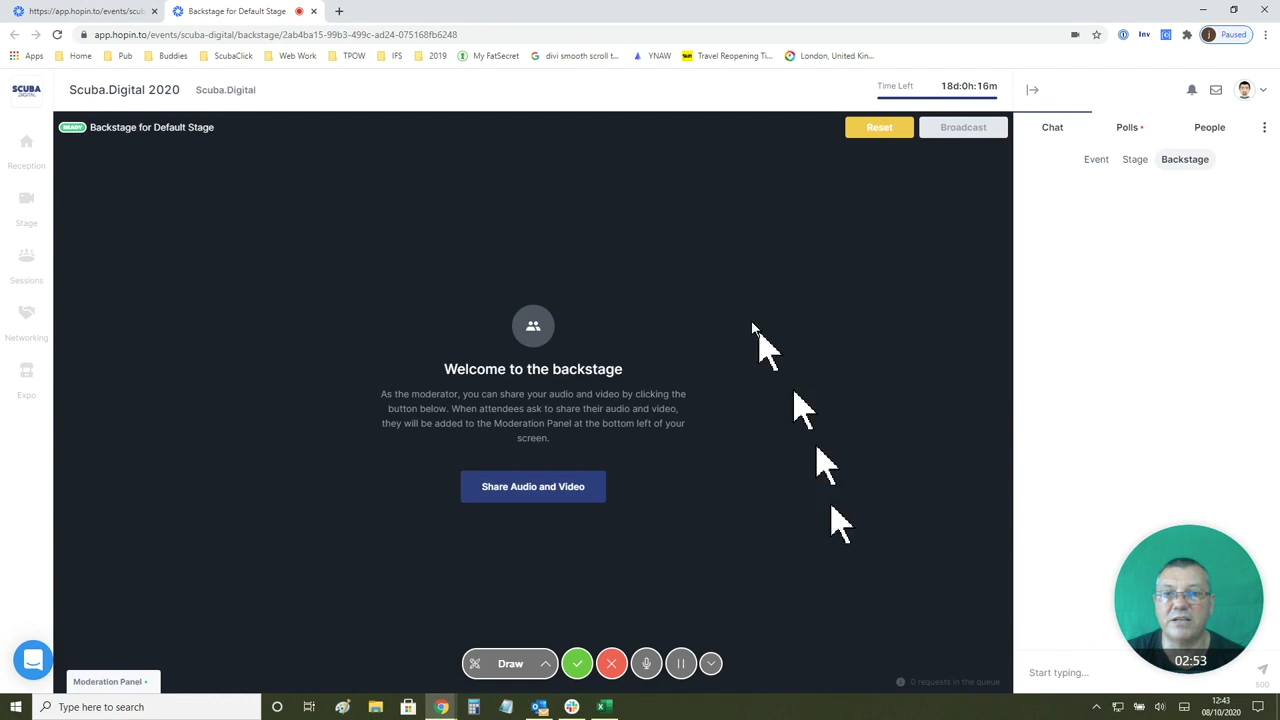 https://app.hopin.to/events/scub
Backstage for Default Stage
app.hopin.to/events/scuba-digital/backstage/2ab4ba15-99b3-499c-ad24-075168fb6248
Inv
j
Paused
Apps
Home
Pub
Buddies
ScubaClick
Web Work
TPOW
IFS
2019
My FatSecret
divi smooth scroll t...
YNAW
Travel Reopening Ti...
London, United Kin...
SCUBA
DIGITAL
Scuba.Digital 2020
Scuba.Digital
Time Left
18d:0h:16m
READY
Backstage for Default Stage
Reset
Broadcast
Chat
Polls
People
Event
Stage
Backstage
Reception
Stage
Sessions
Networking
Expo
Welcome to the backstage
As the moderator, you can share your audio and video by clicking the
button below. When attendees ask to share their audio and video,
they will be added to the Moderation Panel at the bottom left of your
screen.
Share Audio and Video
Draw
Moderation Panel
0 requests in the queue
02:53
Start typing...
500
Type here to search
12:43
08/10/2020